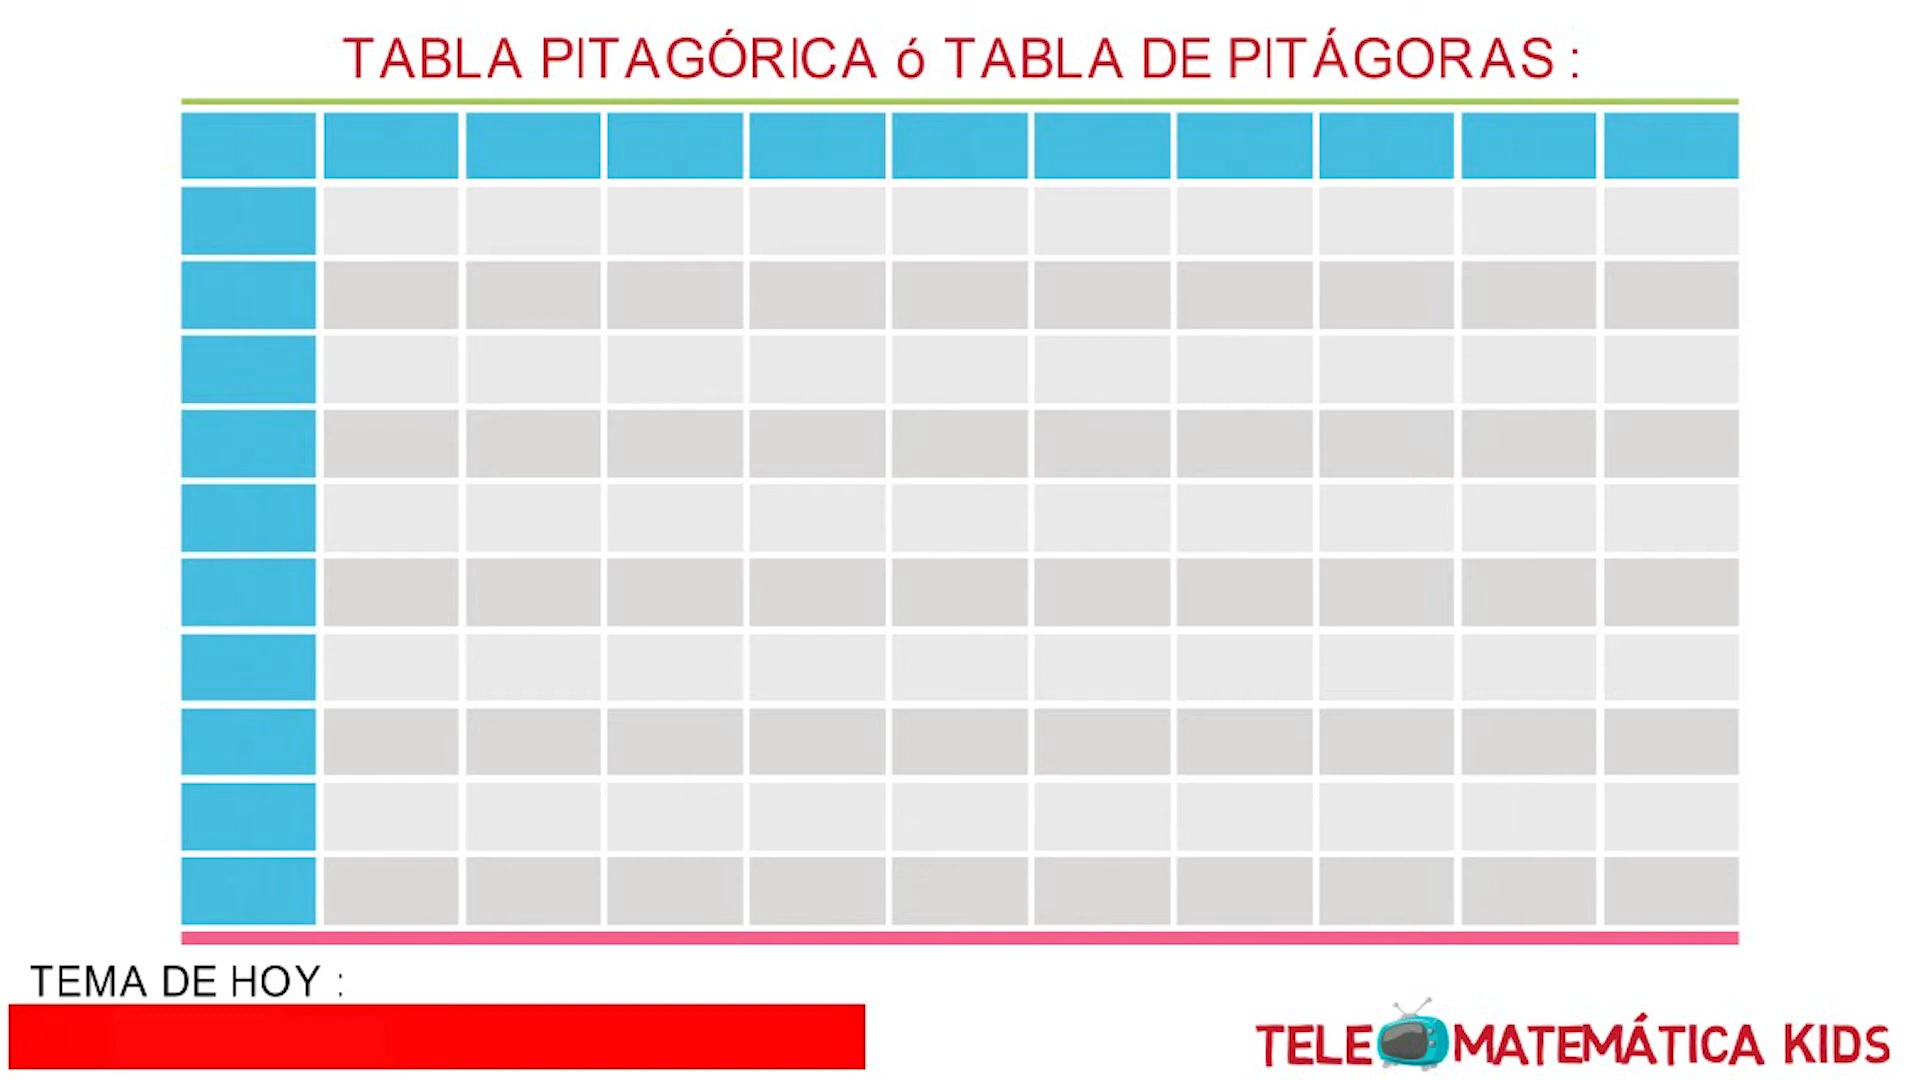 TABLA PITAGÓRICA ó TABLA DE PITÁGORAS :
TEMA DE HOY :
TELE MATEMÁTICA KIDS